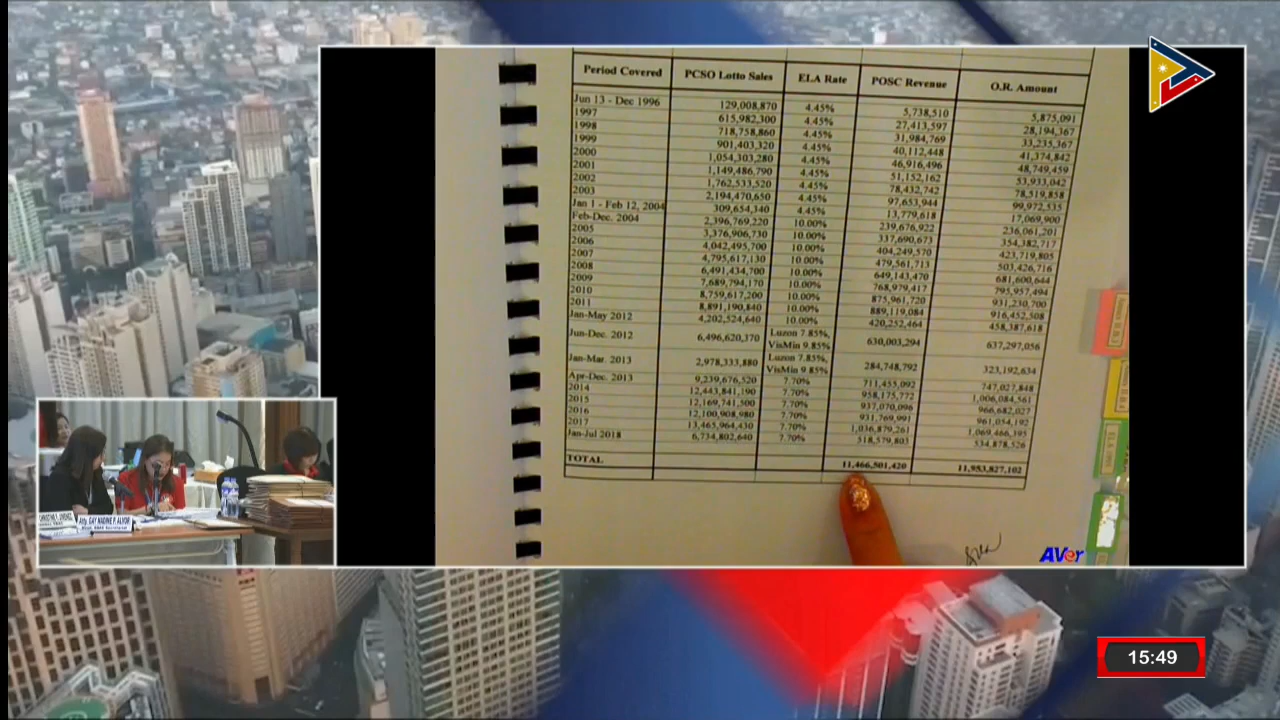 Period Covered PCSO Lotto Sales ELA Rate POSC Revenue O.R. Amount
Jun 13 - Dec 1996 129,008,870 4.45% 5,738,510 5,875,091
1997 615,982,300 4.45% 27,413,597 28,194,367
1998 718,758,860 4.45% 31,984,769 33,235,367
1999 901,403,320 4.45% 40,112,448 41,374,842
2000 1,054,303,280 4.45% 46,916,496 48,749,459
2001 1,149,486,790 4.45% 51,152,162 53,933,042
2002 1,762,533,520 4.45% 78,432,742 78,519,858
2003 2,194,470,650 4.45% 97,653,944 99,972,535
Jan 1 - Feb 12, 2004 309,654,340 4.45% 13,779,618 17,069,900
Feb-Dec. 2004 2,396,769,220 10.00% 239,676,922 236,061,201
2005 3,376,906,730 10.00% 337,690,673 354,382,717
2006 4,042,495,700 10.00% 404,249,570 423,719,805
2007 4,795,617,130 10.00% 479,561,713 503,426,716
2008 6,491,434,700 10.00% 649,143,470 681,600,644
2009 7,689,794,170 10.00% 768,979,417 795,957,494
2010 8,759,617,200 10.00% 875,961,720 931,230,700
2011 8,891,190,840 10.00% 889,119,084 916,452,508
Jan-May 2012 4,202,524,640 10.00% 420,252,464 458,387,618
Jun-Dec. 2012 6,496,620,370 Luzon 7.85%, VisMin 9.85% 630,003,294 637,297,056
Jan-Mar. 2013 2,978,333,880 Luzon 7.85%, VisMin 9.85% 284,748,792 323,192,634
Apr-Dec. 2013 9,239,676,520 7.70% 711,455,092 747,027,848
2014 12,443,841,190 7.70% 958,175,772 1,006,084,561
2015 12,169,741,500 7.70% 937,070,096 966,682,027
2016 12,100,908,980 7.70% 931,769,991 961,054,192
2017 13,465,964,430 7.70% 1,036,879,261 1,069,466,395
Jan-Jul 2018 6,734,802,640 7.70% 518,579,803 534,878,526
TOTAL 11,466,501,420 11,953,827,102
AVer
Atty. GAY NADINE P. ALVOR
15:49